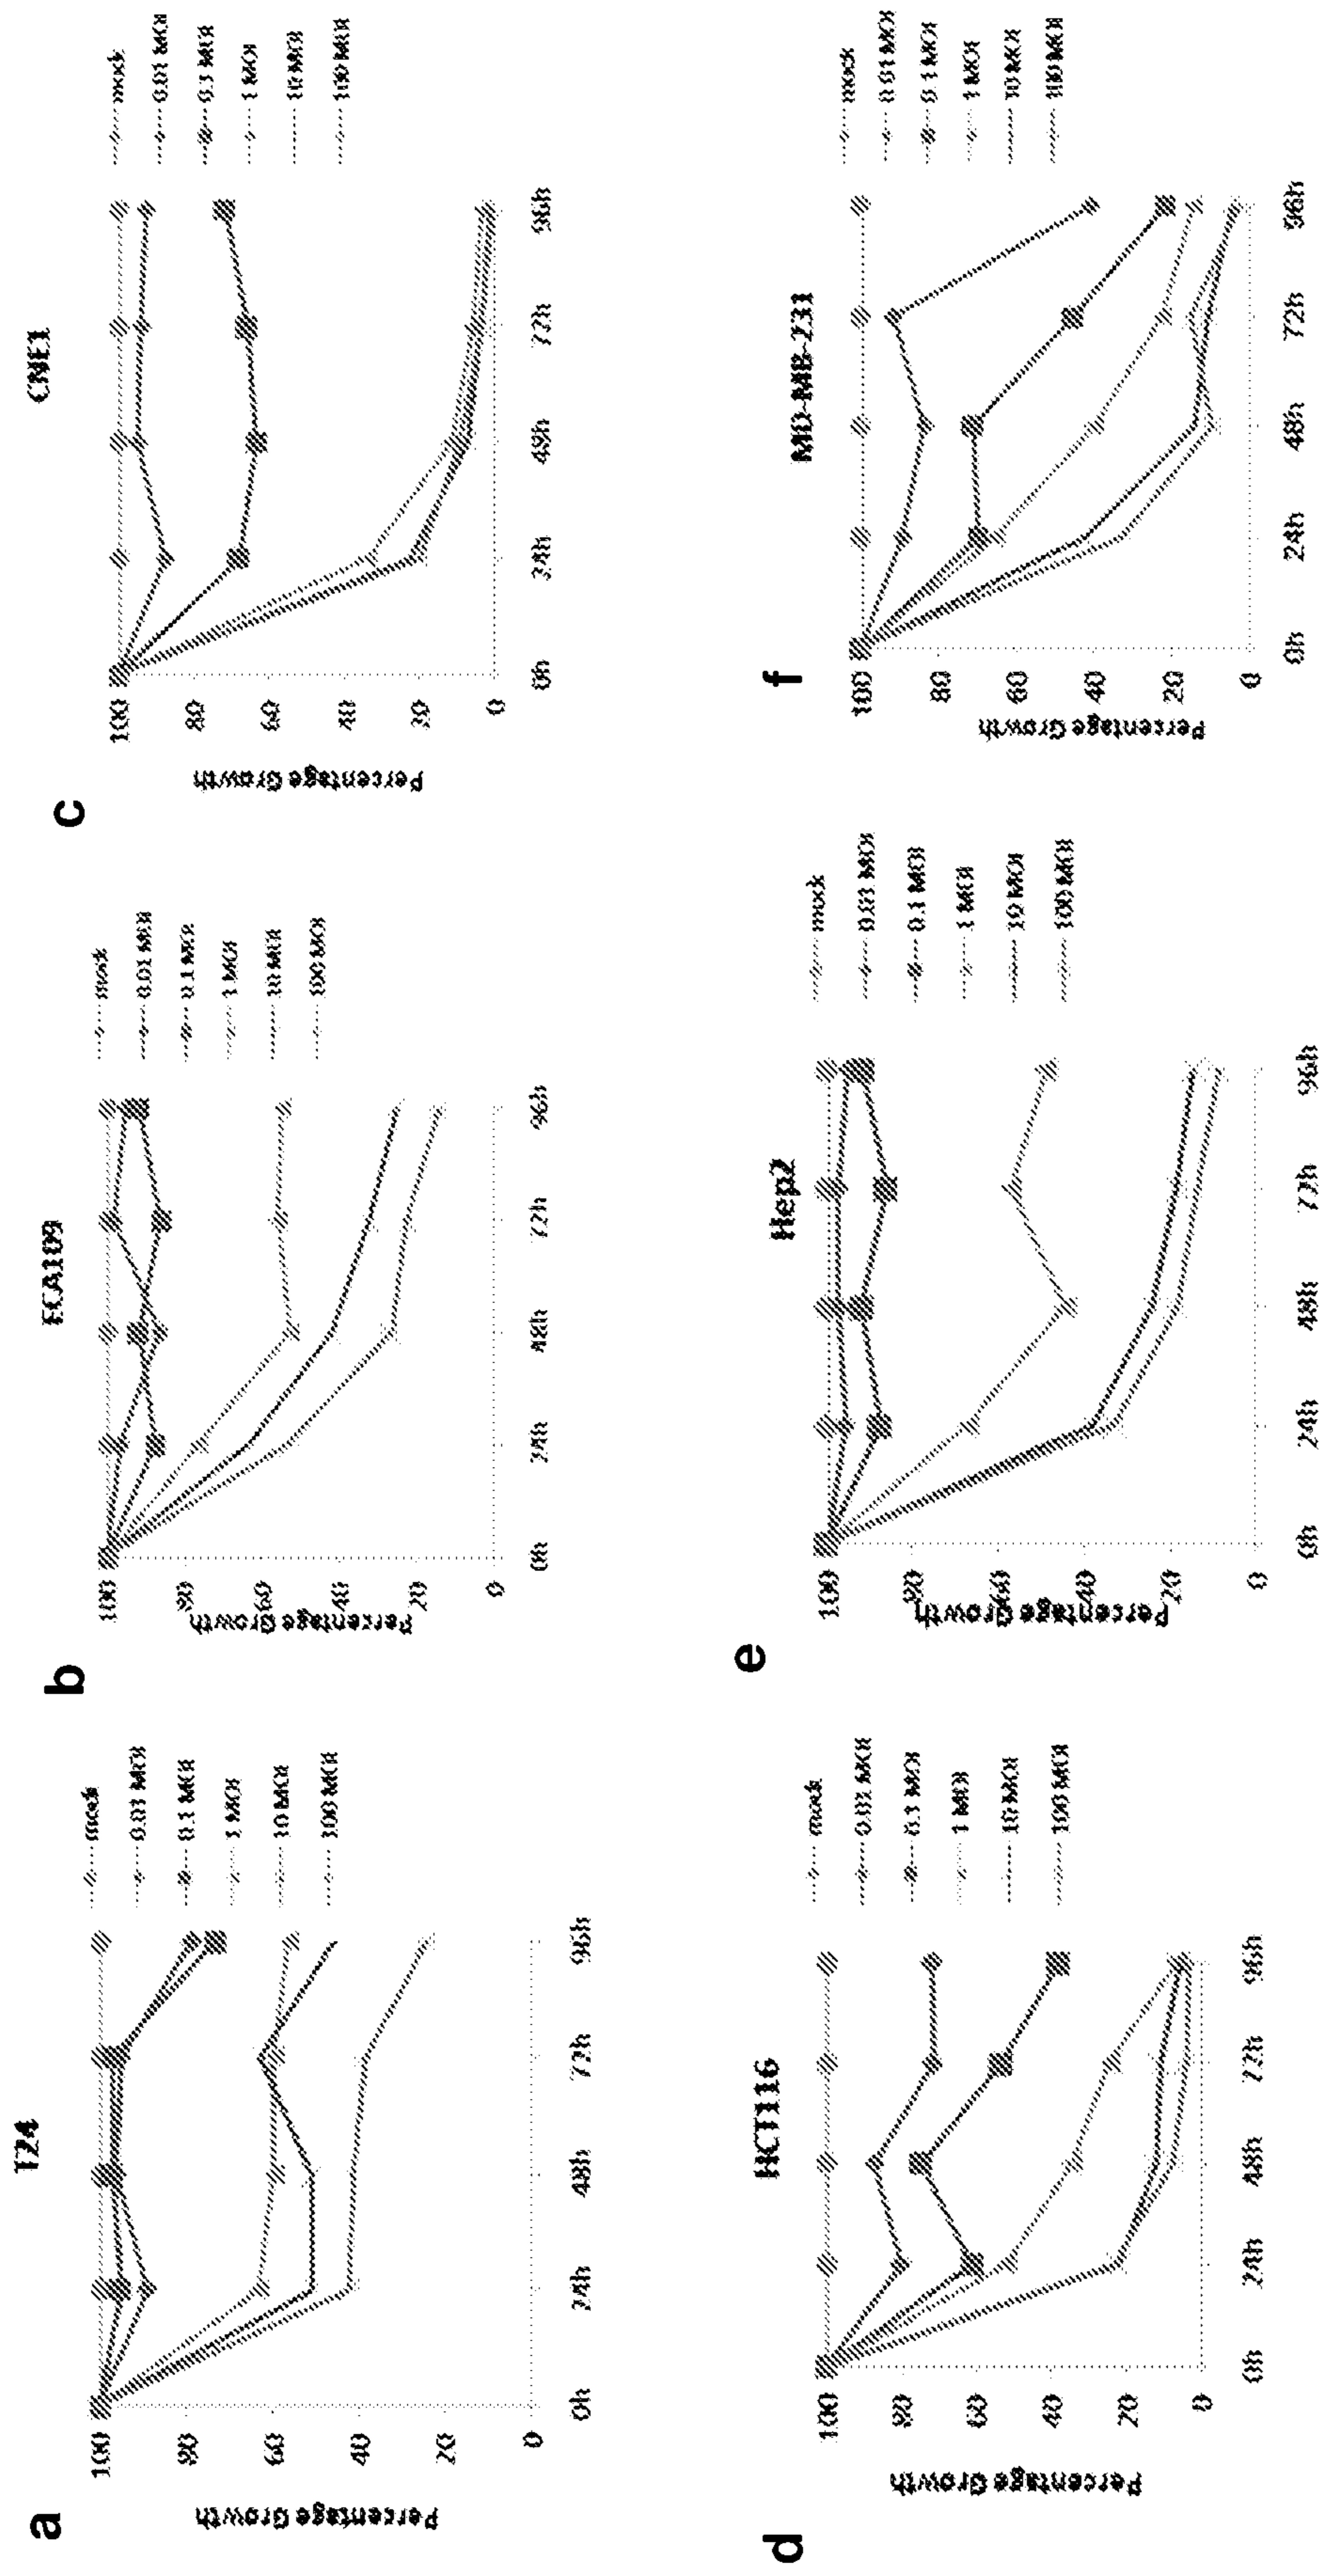 a
T24
Percentage Growth
100
80
60
40
20
0
0h
24h
48h
72h
96h
mock
0.01 MOI
0.1 MOI
1 MOI
10 MOI
100 MOI
b
ECA109
Percentage Growth
100
80
60
40
20
0
0h
24h
48h
72h
96h
mock
0.01 MOI
0.1 MOI
1 MOI
10 MOI
100 MOI
c
CNE1
Percentage Growth
100
80
60
40
20
0
0h
24h
49h
72h
96h
mock
0.01 MOI
0.1 MOI
1 MOI
10 MOI
100 MOI
d
HCT116
Percentage Growth
100
80
60
40
20
0
0h
24h
48h
72h
96h
mock
0.01 MOI
0.1 MOI
1 MOI
10 MOI
100 MOI
e
Hep2
Percentage Growth
100
80
60
40
20
0
0h
24h
48h
72h
96h
mock
0.01 MOI
0.1 MOI
1 MOI
10 MOI
100 MOI
f
MD-MB-231
Percentage Growth
100
80
60
40
20
0
0h
24h
48h
72h
96h
mock
0.01 MOI
0.1 MOI
1 MOI
10 MOI
100 MOI